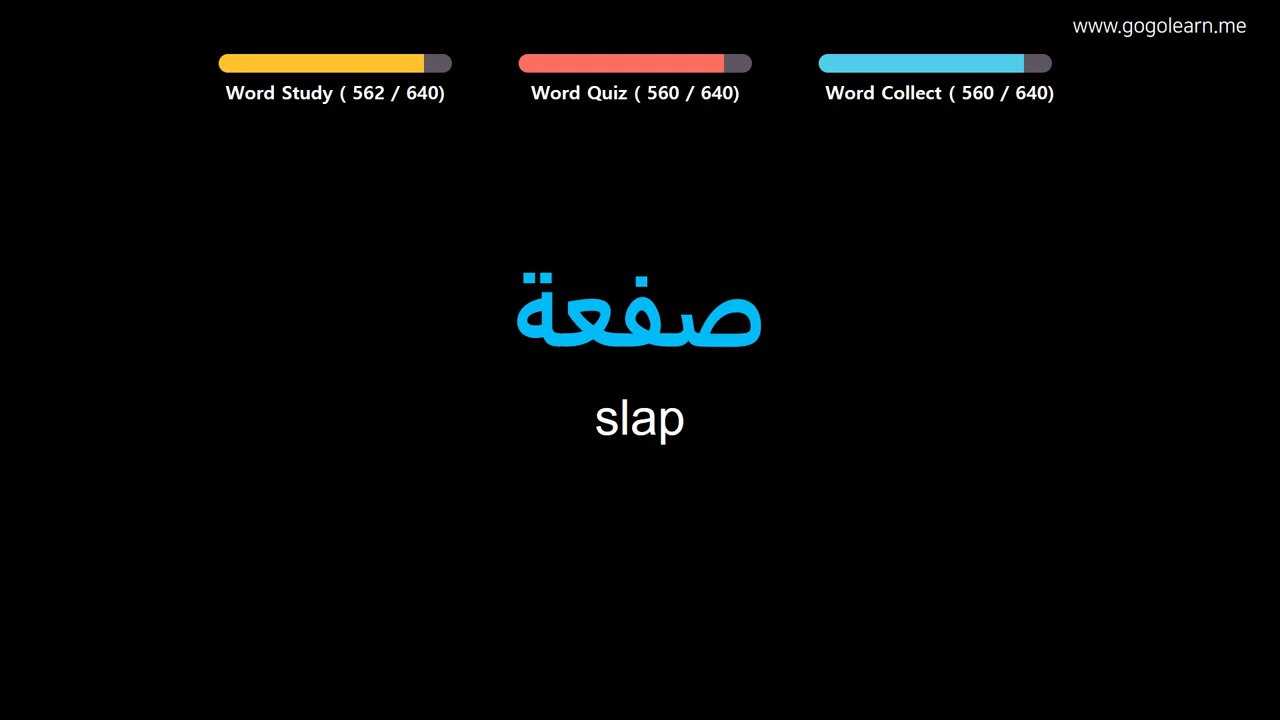 www.gogolearn.me
Word Study ( 562 / 640)
Word Quiz ( 560 / 640)
Word Collect ( 560 / 640)
صفعة
slap